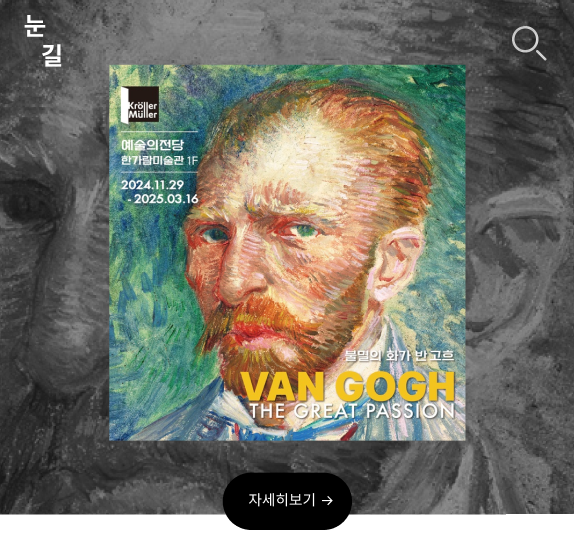 눈
길
Kröller
Müller
예술의전당
한가람미술관 1F
2024.11.29
- 2025.03.16
불멸의 화가 반 고흐
VAN GOGH
THE GREAT PASSION
자세히보기 →